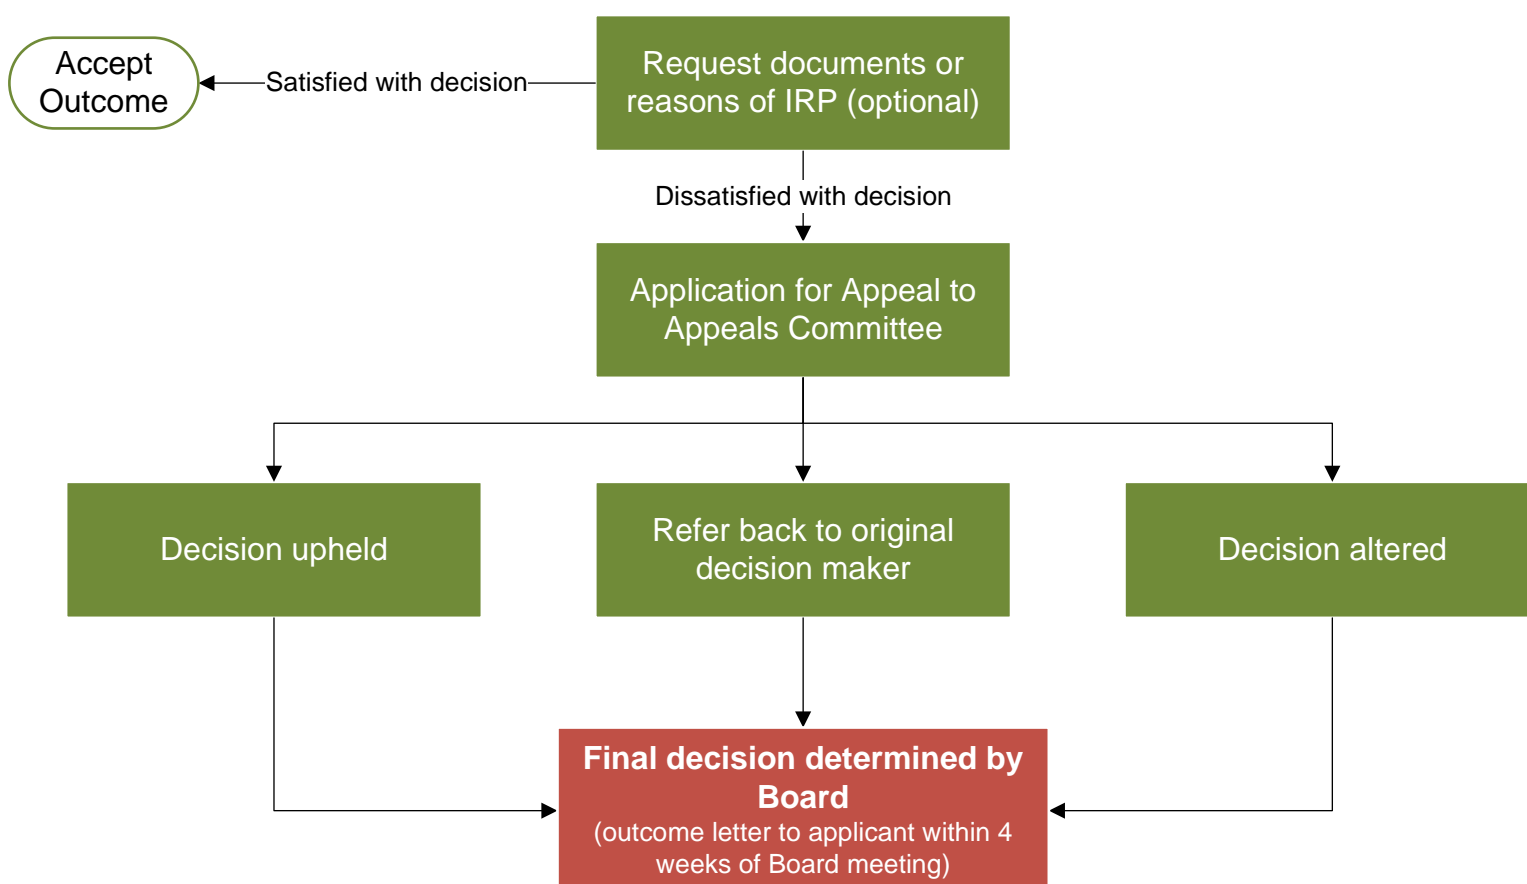 Accept
Outcome
Satisfied with decision
Request documents or
reasons of IRP (optional)
Dissatisfied with decision
Application for Appeal to
Appeals Committee
Decision upheld
Refer back to original
decision maker
Decision altered
Final decision determined by
Board
(outcome letter to applicant within 4
weeks of Board meeting)